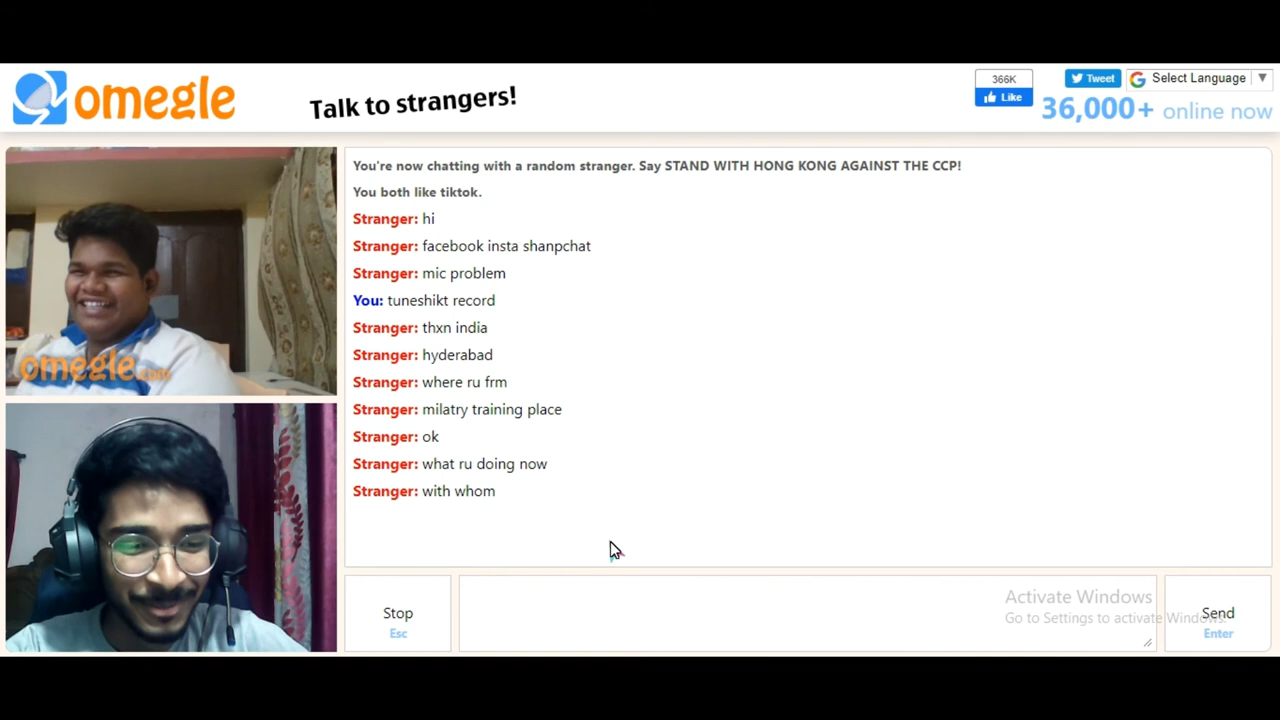 omegle
Talk to strangers!
366K
Like
Tweet
Select Language
36,000+ online now
You're now chatting with a random stranger. Say STAND WITH HONG KONG AGAINST THE CCP!
You both like tiktok.
Stranger: hi
Stranger: facebook insta shanpchat
Stranger: mic problem
You: tuneshikt record
Stranger: thxn india
Stranger: hyderabad
Stranger: where ru frm
Stranger: milatry training place
Stranger: ok
Stranger: what ru doing now
Stranger: with whom
omegle.com
Stop
Esc
Activate Windows
Go to Settings to activate Windows.
Send
Enter